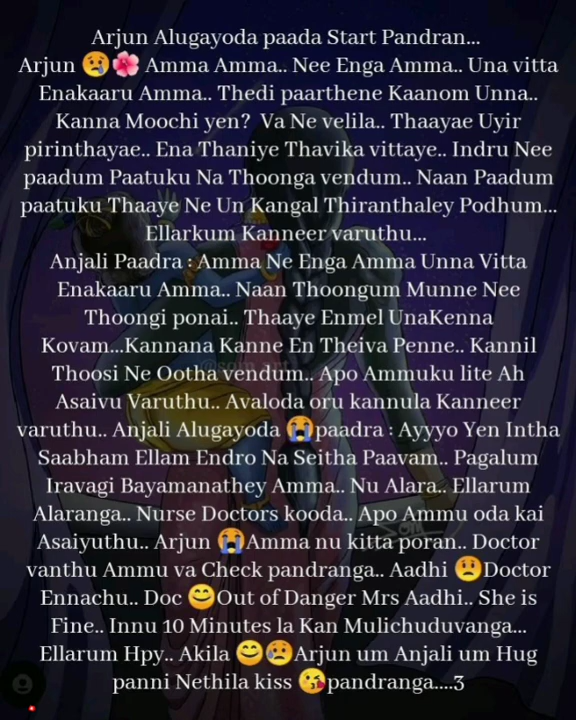 Arjun Alugayoda paada Start Pandran...
Arjun 😢🌺 Amma Amma.. Nee Enga Amma.. Una vitta
Enakaaru Amma.. Thedi paarthene Kaanom Unna..
Kanna Moochi yen? Va Ne velila.. Thaayae Uyir
pirinthayae.. Ena Thaniye Thavika vittaye.. Indru Nee
paadum Paatuku Na Thoonga vendum.. Naan Paadum
paatuku Thaaye Ne Un Kangal Thiranthaley Podhum...
Ellarkum Kanneer varuthu...
Anjali Paadra : Amma Ne Enga Amma Unna Vitta
Enakaaru Amma.. Naan Thoongum Munne Nee
Thoongi ponai.. Thaaye Enmel UnaKenna
Kovam...Kannana Kanne En Theiva Penne.. Kannil
Thoosi Ne Ootha vendum.. Apo Ammuku lite Ah
Asaivu Varuthu.. Avaloda oru kannula Kanneer
varuthu.. Anjali Alugayoda 😭paadra : Ayyyo Yen Intha
Saabham Ellam Endro Na Seitha Paavam.. Pagalum
Iravagi Bayamanathey Amma.. Nu Alara.. Ellarum
Alaranga.. Nurse Doctors kooda.. Apo Ammu oda kai
Asaiyuthu.. Arjun 😭Amma nu kitta poran.. Doctor
vanthu Ammu va Check pandranga.. Aadhi 😟Doctor
Ennachu.. Doc 😊Out of Danger Mrs Aadhi.. She is
Fine.. Innu 10 Minutes la Kan Mulichuduvanga...
Ellarum Hpy.. Akila 😊😢Arjun um Anjali um Hug
panni Nethila kiss 😘pandranga....3